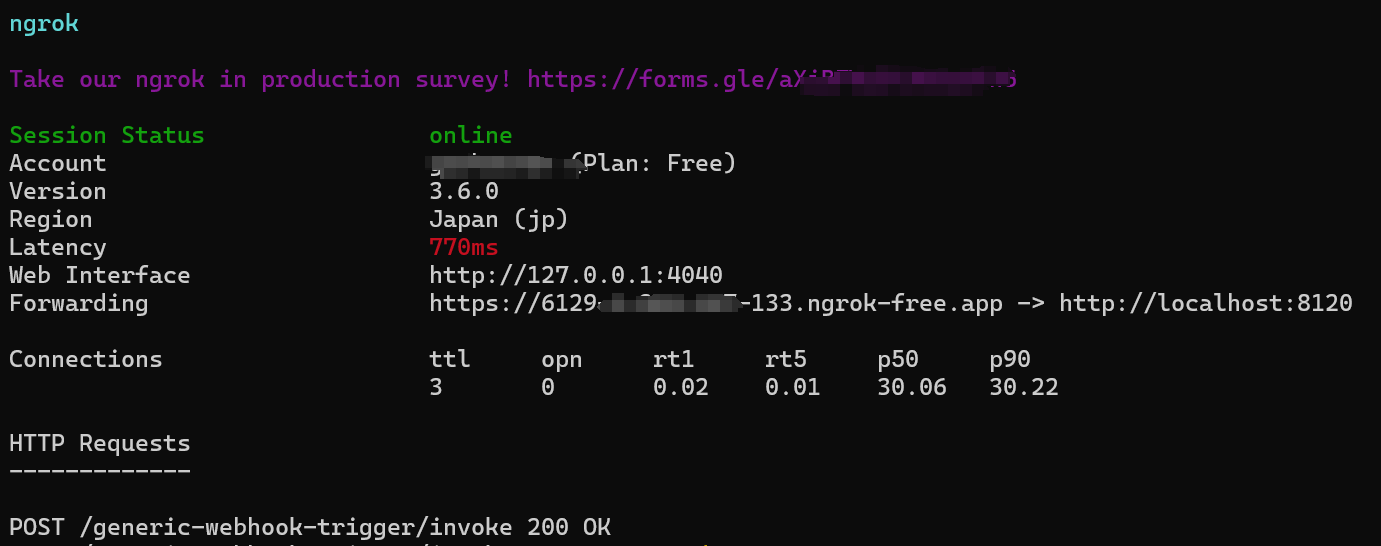 ngrok
Take our ngrok in production survey! https://forms.gle/aX
Session Status online
Account (Plan: Free)
Version 3.6.0
Region Japan (jp)
Latency 770ms
Web Interface http://127.0.0.1:4040
Forwarding https://6129 -133.ngrok-free.app -> http://localhost:8120
Connections ttl opn rt1 rt5 p50 p90
3 0 0.02 0.01 30.06 30.22
HTTP Requests
-------------
POST /generic-webhook-trigger/invoke 200 OK